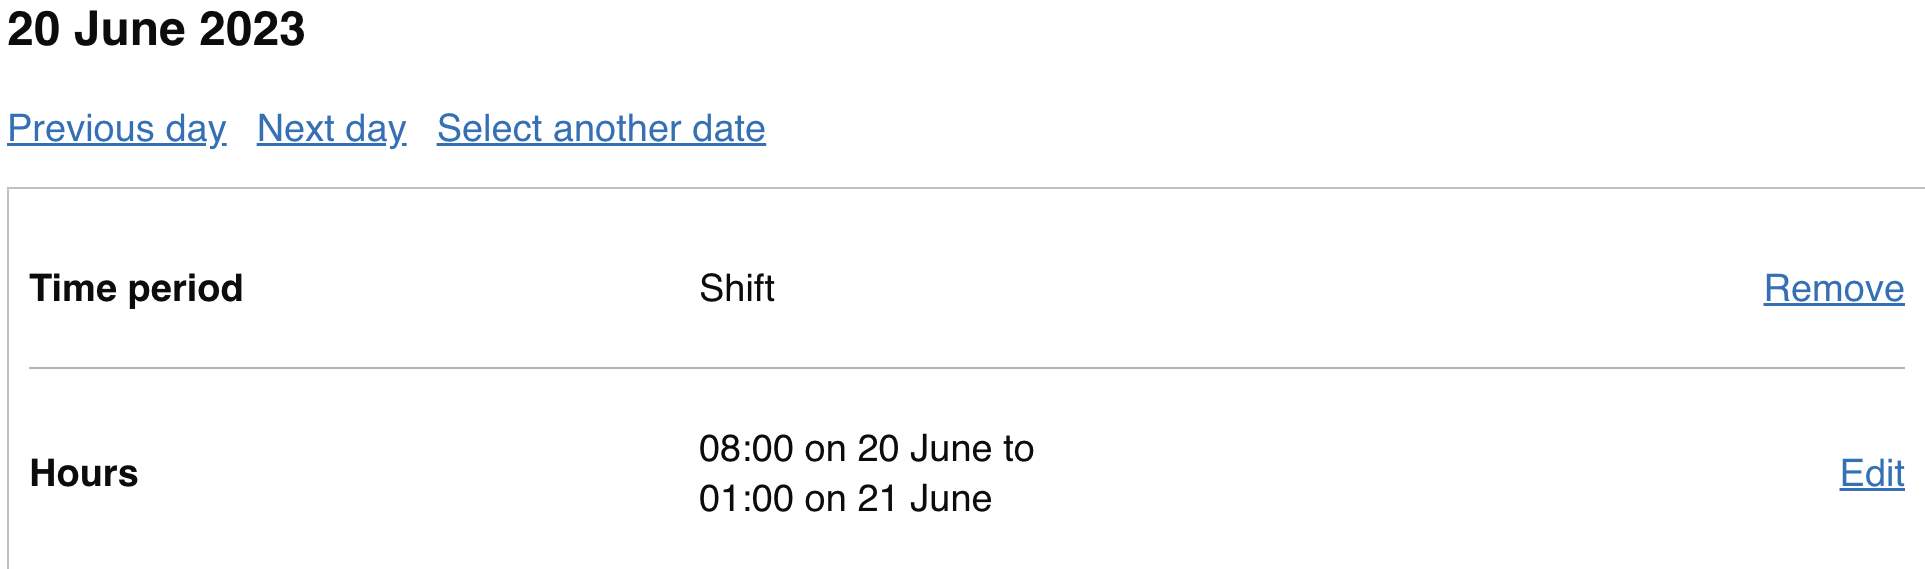 20 June 2023
Previous day Next day Select another date
Time period Shift Remove
Hours 08:00 on 20 June to
01:00 on 21 June Edit